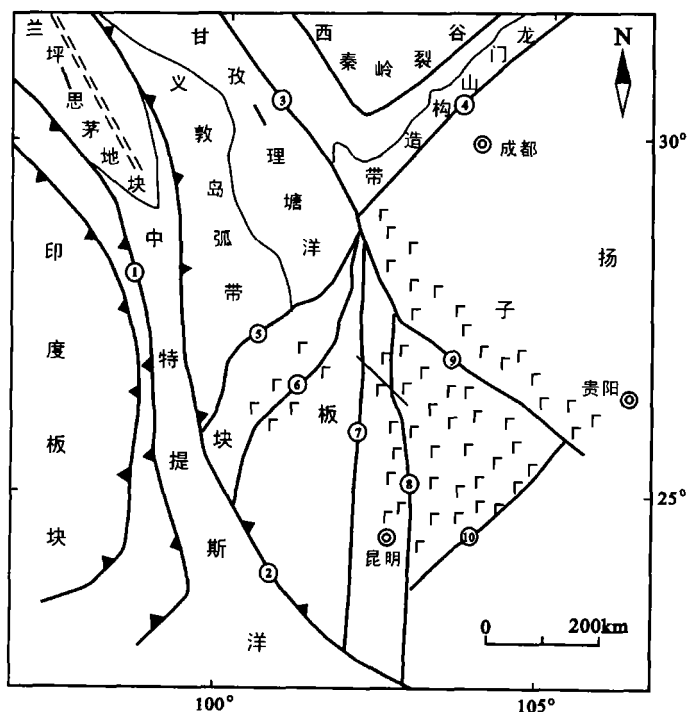 兰坪思茅地块
甘孜理塘洋
西秦岭裂谷
龙门山构造带
N
义敦岛弧带
成都
30°
印度板块
中特提斯洋
扬子板块
贵阳
25°
昆明
①
②
③
④
⑤
⑥
⑦
⑧
⑨
⑩
0 200km
100° 105°